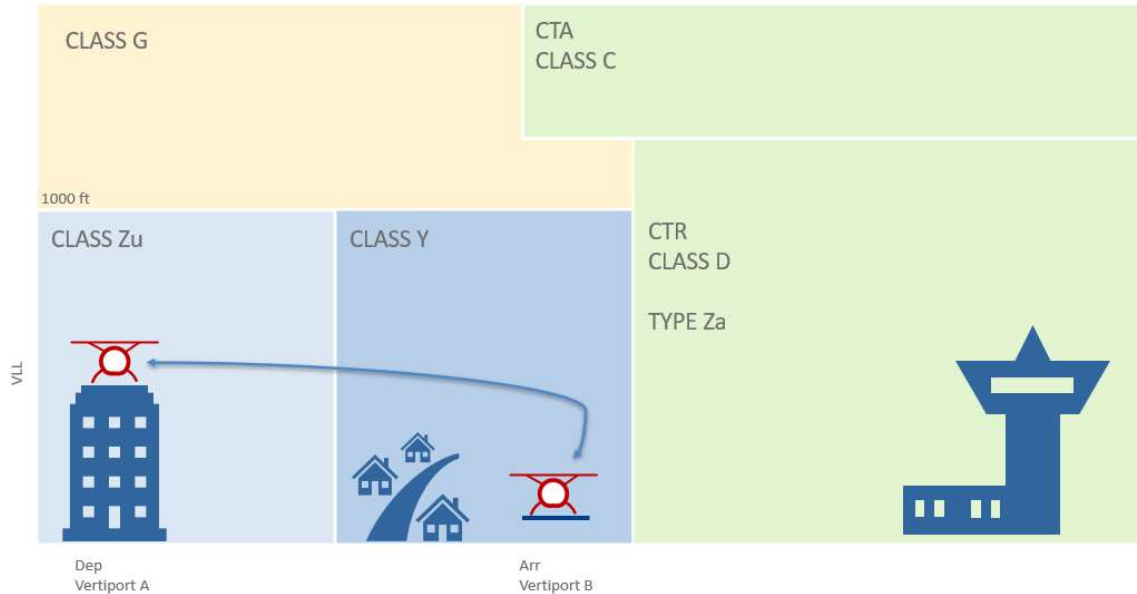 CLASS G
CTA
CLASS C
1000 ft
CLASS Zu
CLASS Y
CTR
CLASS D
TYPE Za
VLL
Dep
Vertiport A
Arr
Vertiport B